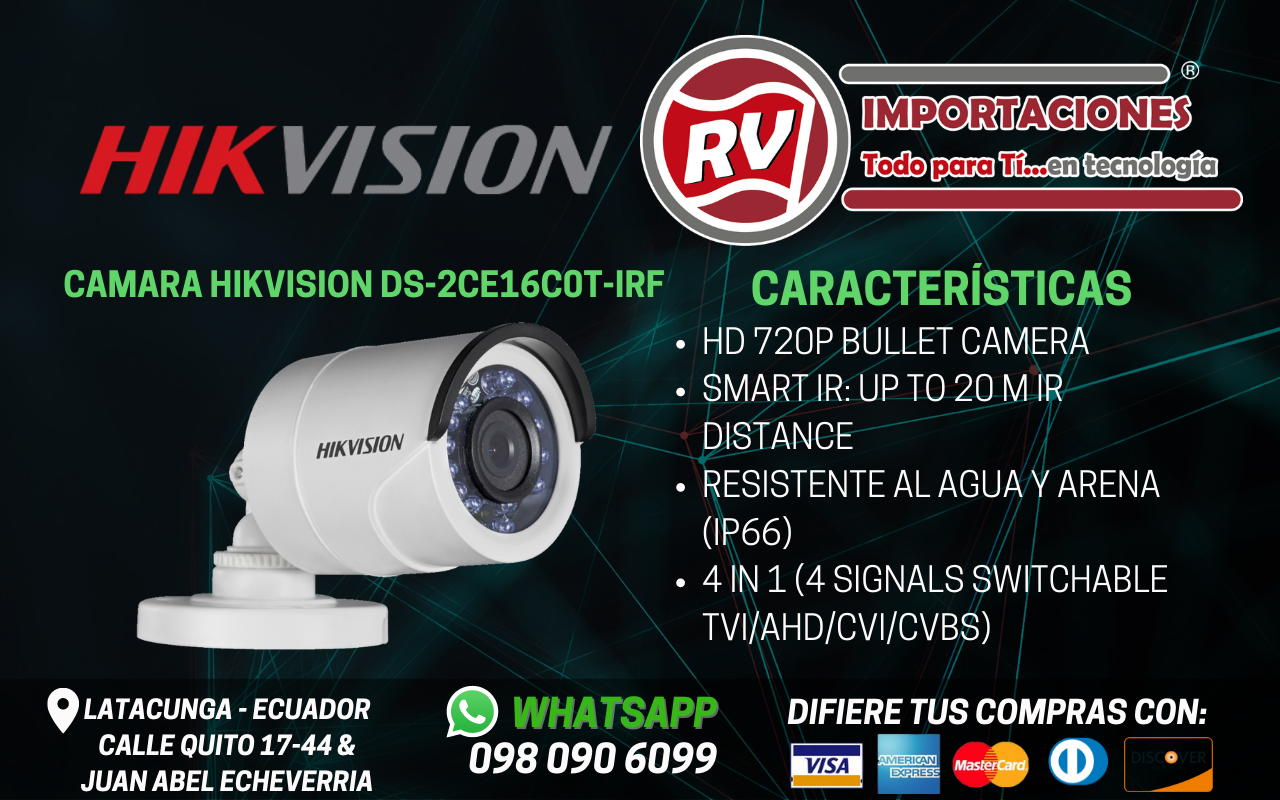 HIKVISION
RV
IMPORTACIONES
®
Todo para Tí...en tecnología
CAMARA HIKVISION DS-2CE16C0T-IRF
HIKVISION
CARACTERÍSTICAS
• HD 720P BULLET CAMERA
• SMART IR: UP TO 20 M IR
DISTANCE
• RESISTENTE AL AGUA Y ARENA
(IP66)
• 4 IN 1 (4 SIGNALS SWITCHABLE
TVI/AHD/CVI/CVBS)
LATACUNGA - ECUADOR
CALLE QUITO 17-44 &
JUAN ABEL ECHEVERRIA
WHATSAPP
098 090 6099
DIFIERE TUS COMPRAS CON:
VISA
AMERICAN
EXPRESS
MasterCard
DISCOVER